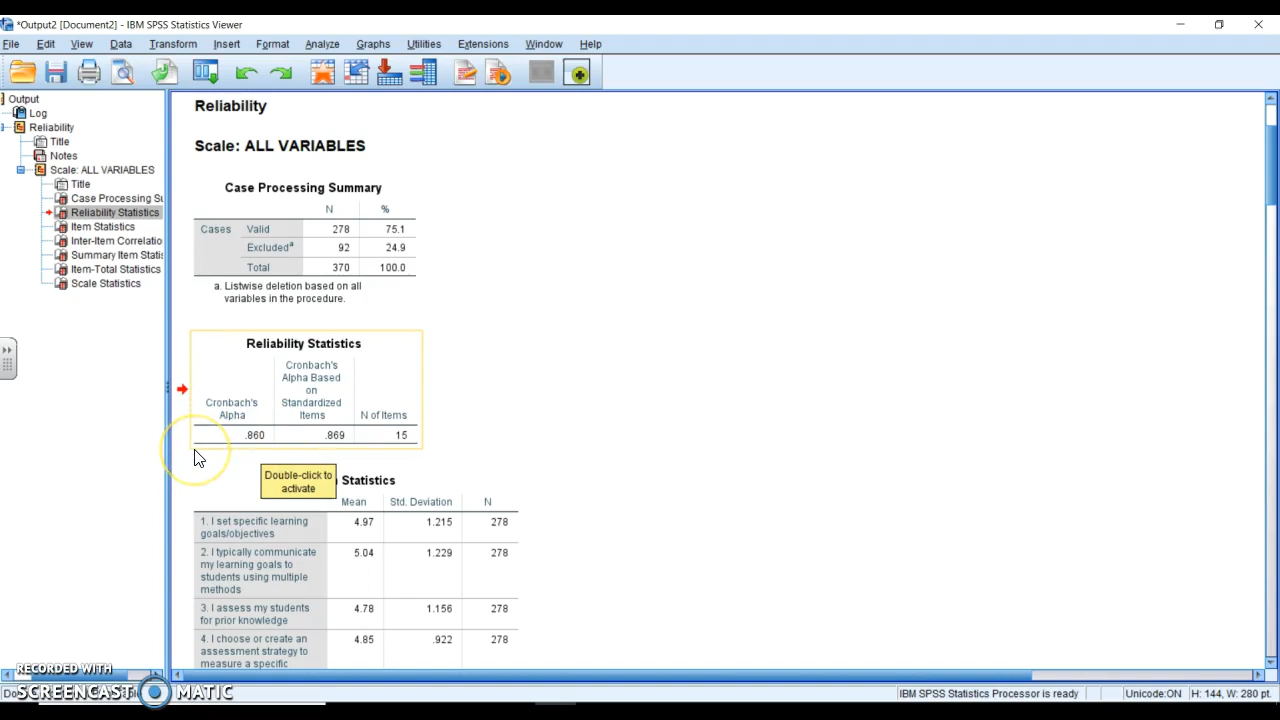 *Output2 [Document2] - IBM SPSS Statistics Viewer
File Edit View Data Transform Insert Format Analyze Graphs Utilities Extensions Window Help
Output
Log
Reliability
Title
Notes
Scale: ALL VARIABLES
Title
Case Processing Su
Reliability Statistics
Item Statistics
Inter-Item Correlatio
Summary Item Statis
Item-Total Statistics
Scale Statistics
Reliability
Scale: ALL VARIABLES
Case Processing Summary
N %
Cases Valid 278 75.1
Excludedª 92 24.9
Total 370 100.0
a. Listwise deletion based on all
variables in the procedure.
Reliability Statistics
Cronbach's
Alpha
Cronbach's
Alpha Based
on
Standardized
Items
N of Items
.860 .869 15
Double-click to
activate
Statistics
Mean Std. Deviation N
1. I set specific learning
goals/objectives
4.97 1.215 278
2. I typically communicate
my learning goals to
students using multiple
methods
5.04 1.229 278
3. I assess my students
for prior knowledge
4.78 1.156 278
4. I choose or create an
assessment strategy to
measure a specific
4.85 .922 278
RECORDED WITH
SCREENCAST MATIC
IBM SPSS Statistics Processor is ready Unicode:ON H: 144, W: 280 pt.